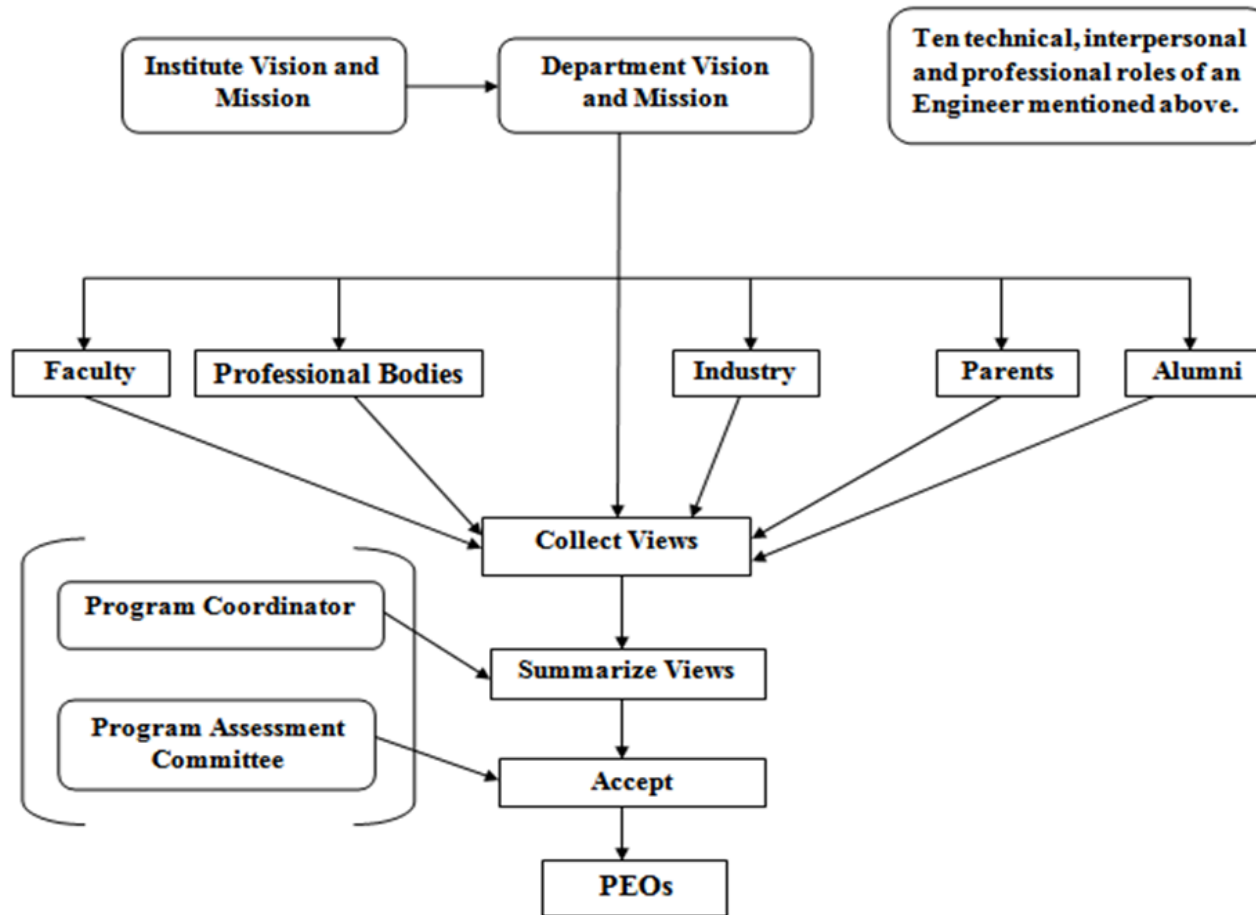 Institute Vision and
Mission
Department Vision
and Mission
Ten technical, interpersonal
and professional roles of an
Engineer mentioned above.
Faculty
Professional Bodies
Industry
Parents
Alumni
Collect Views
Program Coordinator
Summarize Views
Program Assessment
Committee
Accept
PEOs